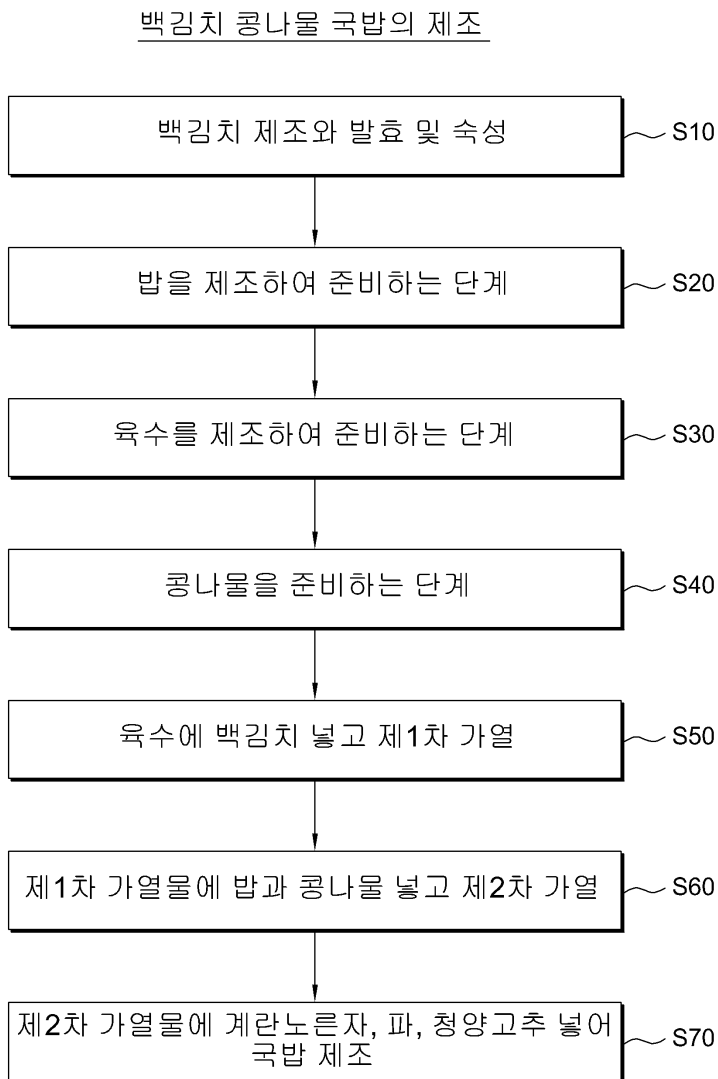 백김치 콩나물 국밥의 제조
백김치 제조와 발효 및 숙성 S10
밥을 제조하여 준비하는 단계 S20
육수를 제조하여 준비하는 단계 S30
콩나물을 준비하는 단계 S40
육수에 백김치 넣고 제1차 가열 S50
제1차 가열물에 밥과 콩나물 넣고 제2차 가열 S60
제2차 가열물에 계란노른자, 파, 청양고추 넣어 S70
국밥 제조